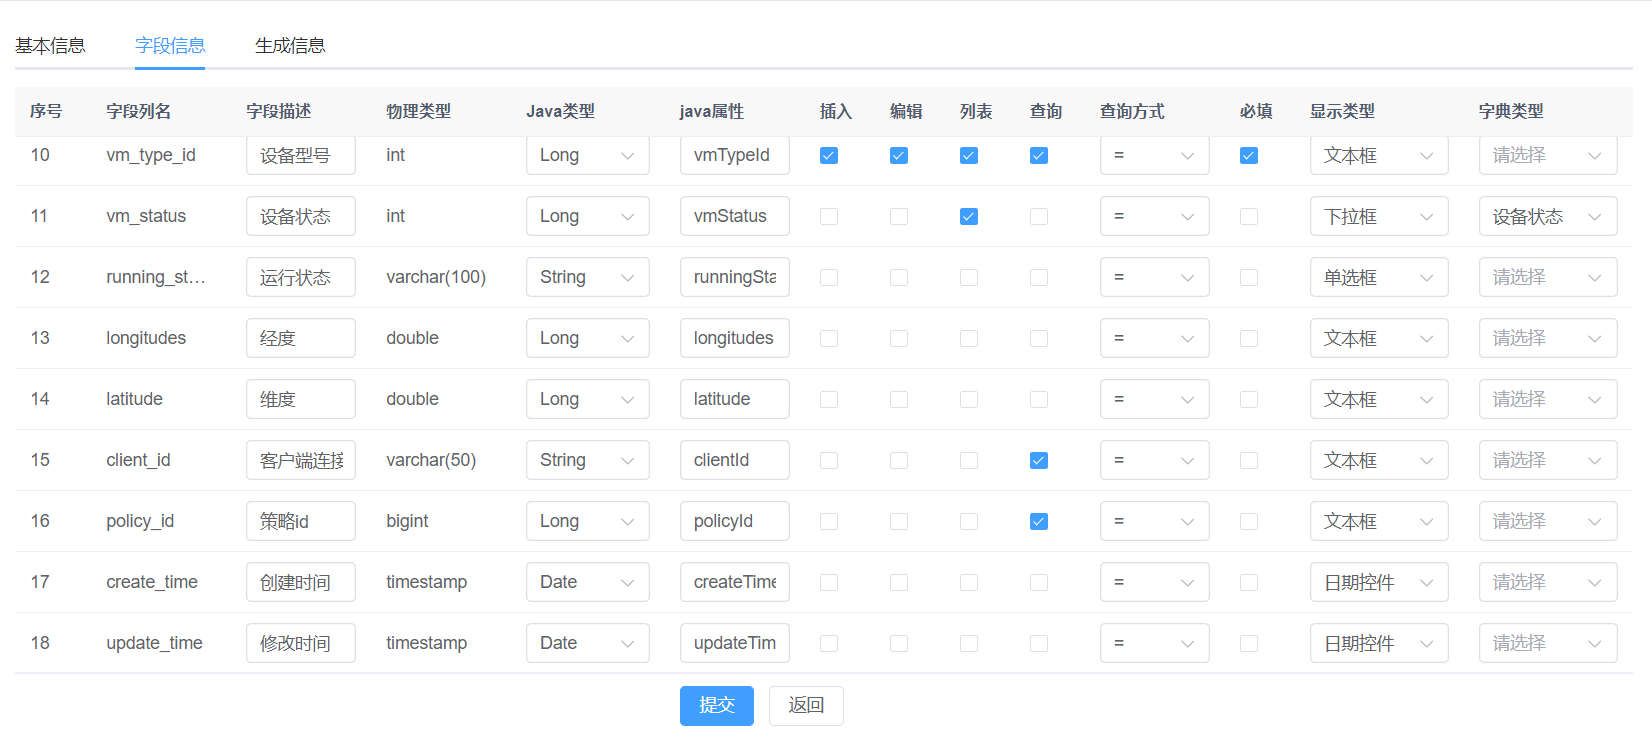 基本信息 字段信息 生成信息
序号 字段列名 字段描述 物理类型 Java类型 java属性 插入 编辑 列表 查询 查询方式 必填 显示类型 字典类型
10 vm_type_id 设备型号 int Long vmTypeId = 文本框 请选择
11 vm_status 设备状态 int Long vmStatus = 下拉框 设备状态
12 running_st... 运行状态 varchar(100) String runningSta = 单选框 请选择
13 longitudes 经度 double Long longitudes = 文本框 请选择
14 latitude 维度 double Long latitude = 文本框 请选择
15 client_id 客户端连接 varchar(50) String clientId = 文本框 请选择
16 policy_id 策略id bigint Long policyId = 文本框 请选择
17 create_time 创建时间 timestamp Date createTime = 日期控件 请选择
18 update_time 修改时间 timestamp Date updateTim = 日期控件 请选择
提交 返回